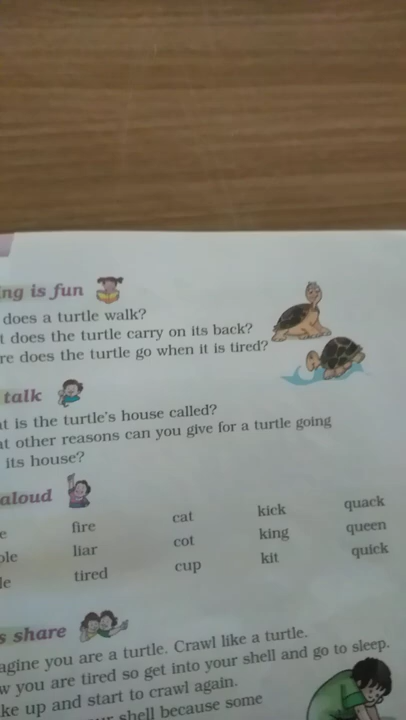 ng is fun
does a turtle walk?
t does the turtle carry on its back?
re does the turtle go when it is tired?
talk
t is the turtle's house called?
t other reasons can you give for a turtle going
its house?
aloud
e fire cat kick quack
ple liar cot king queen
le tired cup kit quick
s share
agine you are a turtle. Crawl like a turtle.
w you are tired so get into your shell and go to sleep.
ke up and start to crawl again.
ur shell because some